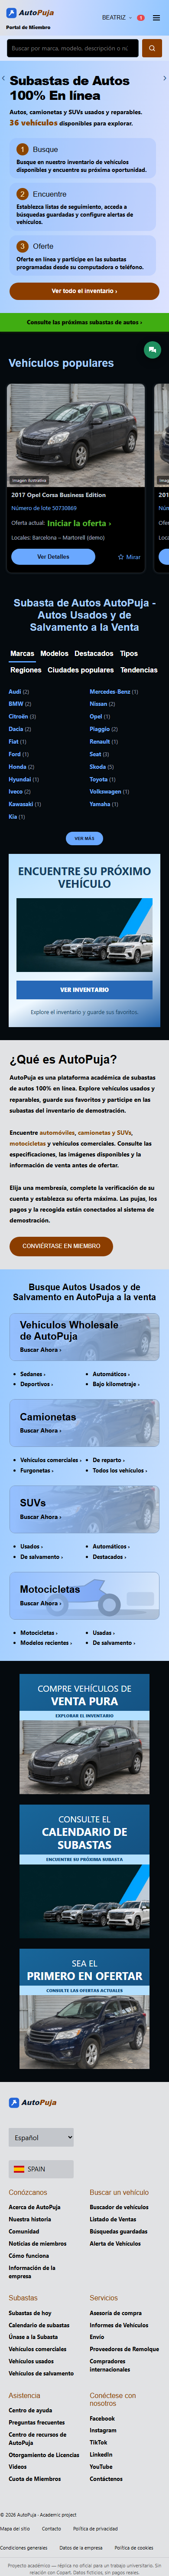 AutoPuja
Portal de Miembro
BEATRIZ
Buscar por marca, modelo, descripción o nú
Subastas de Autos
100% En línea
Autos, camionetas y SUVs usados y reparables.
36 vehículos disponibles para explorar.
1 Busque
Busque en nuestro inventario de vehículos
disponibles y encuentre su próxima oportunidad.
2 Encuentre
Establezca listas de seguimiento, acceda a
búsquedas guardadas y configure alertas de
vehículos.
3 Oferte
Oferte en línea y participe en las subastas
programadas desde su computadora o teléfono.
Ver todo el inventario ›
Consulte las próximas subastas de autos ›
Vehículos populares
Imagen ilustrativa
2017 Opel Corsa Business Edition
Número de lote 50730869
Oferta actual: Iniciar la oferta ›
Locales: Barcelona – Martorell (demo)
Ver Detalles
Mirar
Subasta de Autos AutoPuja -
Autos Usados y de
Salvamento a la Venta
Marcas Modelos Destacados Tipos
Regiones Ciudades populares Tendencias
Audi (2)
BMW (2)
Citroën (3)
Dacia (2)
Fiat (1)
Ford (1)
Honda (2)
Hyundai (1)
Iveco (2)
Kawasaki (1)
Kia (1)
Mercedes-Benz (1)
Nissan (2)
Opel (1)
Piaggio (2)
Renault (1)
Seat (3)
Skoda (5)
Toyota (1)
Volkswagen (1)
Yamaha (1)
VER MÁS
ENCUENTRE SU PRÓXIMO
VEHÍCULO
VER INVENTARIO
Explore el inventario y guarde sus favoritos.
¿Qué es AutoPuja?
AutoPuja es una plataforma académica de subastas
de autos 100% en línea. Explore vehículos usados y
reparables, guarde sus favoritos y participe en las
subastas del inventario de demostración.
Encuentre automóviles, camionetas y SUVs,
motocicletas y vehículos comerciales. Consulte las
especificaciones, las imágenes disponibles y la
información de venta antes de ofertar.
Elija una membresía, complete la verificación de su
cuenta y establezca su oferta máxima. Las pujas, los
pagos y la recogida están conectados al sistema de
demostración.
CONVIÉRTASE EN MIEMBRO
Busque Autos Usados y de
Salvamento en AutoPuja a la venta
Vehículos Wholesale
de AutoPuja
Buscar Ahora ›
• Sedanes ›
• Deportivos ›
• Automáticos ›
• Bajo kilometraje ›
Camionetas
Buscar Ahora ›
• Vehículos comerciales ›
• Furgonetas ›
• De reparto ›
• Todos los vehículos ›
SUVs
Buscar Ahora ›
• Usados ›
• De salvamento ›
• Automáticos ›
• Destacados ›
Motocicletas
Buscar Ahora ›
• Motocicletas ›
• Modelos recientes ›
• Usadas ›
• De salvamento ›
COMPRE VEHÍCULOS DE
VENTA PURA
EXPLORAR EL INVENTARIO
CONSULTE EL
CALENDARIO DE
SUBASTAS
ENCUENTRE SU PRÓXIMA SUBASTA
SEA EL
PRIMERO EN OFERTAR
CONSULTE LAS OFERTAS ACTUALES
AutoPuja
Español
SPAIN
Conózcanos
Acerca de AutoPuja
Nuestra historia
Comunidad
Noticias de miembros
Cómo funciona
Información de la
empresa
Buscar un vehículo
Buscador de vehículos
Listado de Ventas
Búsquedas guardadas
Alerta de Vehículos
Subastas
Subastas de hoy
Calendario de subastas
Únase a la Subasta
Vehículos comerciales
Vehículos usados
Vehículos de salvamento
Servicios
Asesoría de compra
Informes de Vehículos
Envío
Proveedores de Remolque
Compradores
internacionales
Asistencia
Centro de ayuda
Preguntas frecuentes
Centro de recursos de
AutoPuja
Otorgamiento de Licencias
Vídeos
Cuota de Miembros
Conéctese con
nosotros
Facebook
Instagram
TikTok
LinkedIn
YouTube
Contáctenos
© 2026 AutoPuja · Academic project
Mapa del sitio Contacto Política de privacidad
Condiciones generales Datos de la empresa Política de cookies
Proyecto académico — réplica no oficial para un trabajo universitario. Sin
relación con Copart. Datos ficticios, sin pagos reales.